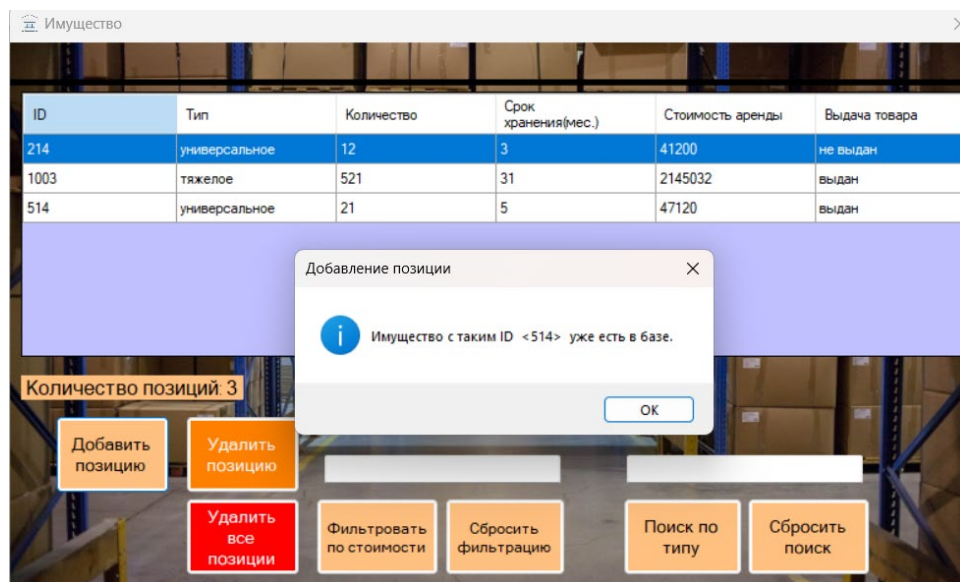 Имущество
ID Тип Количество Срок хранения(мес.) Стоимость аренды Выдача товара
214 универсальное 12 3 41200 не выдан
1003 тяжелое 521 31 2145032 выдан
514 универсальное 21 5 47120 выдан
Добавление позиции
Имущество с таким ID <514> уже есть в базе.
OK
Количество позиций: 3
Добавить
позицию
Удалить
позицию
Удалить
все
позиции
Фильтровать
по стоимости
Сбросить
фильтрацию
Поиск по
типу
Сбросить
поиск